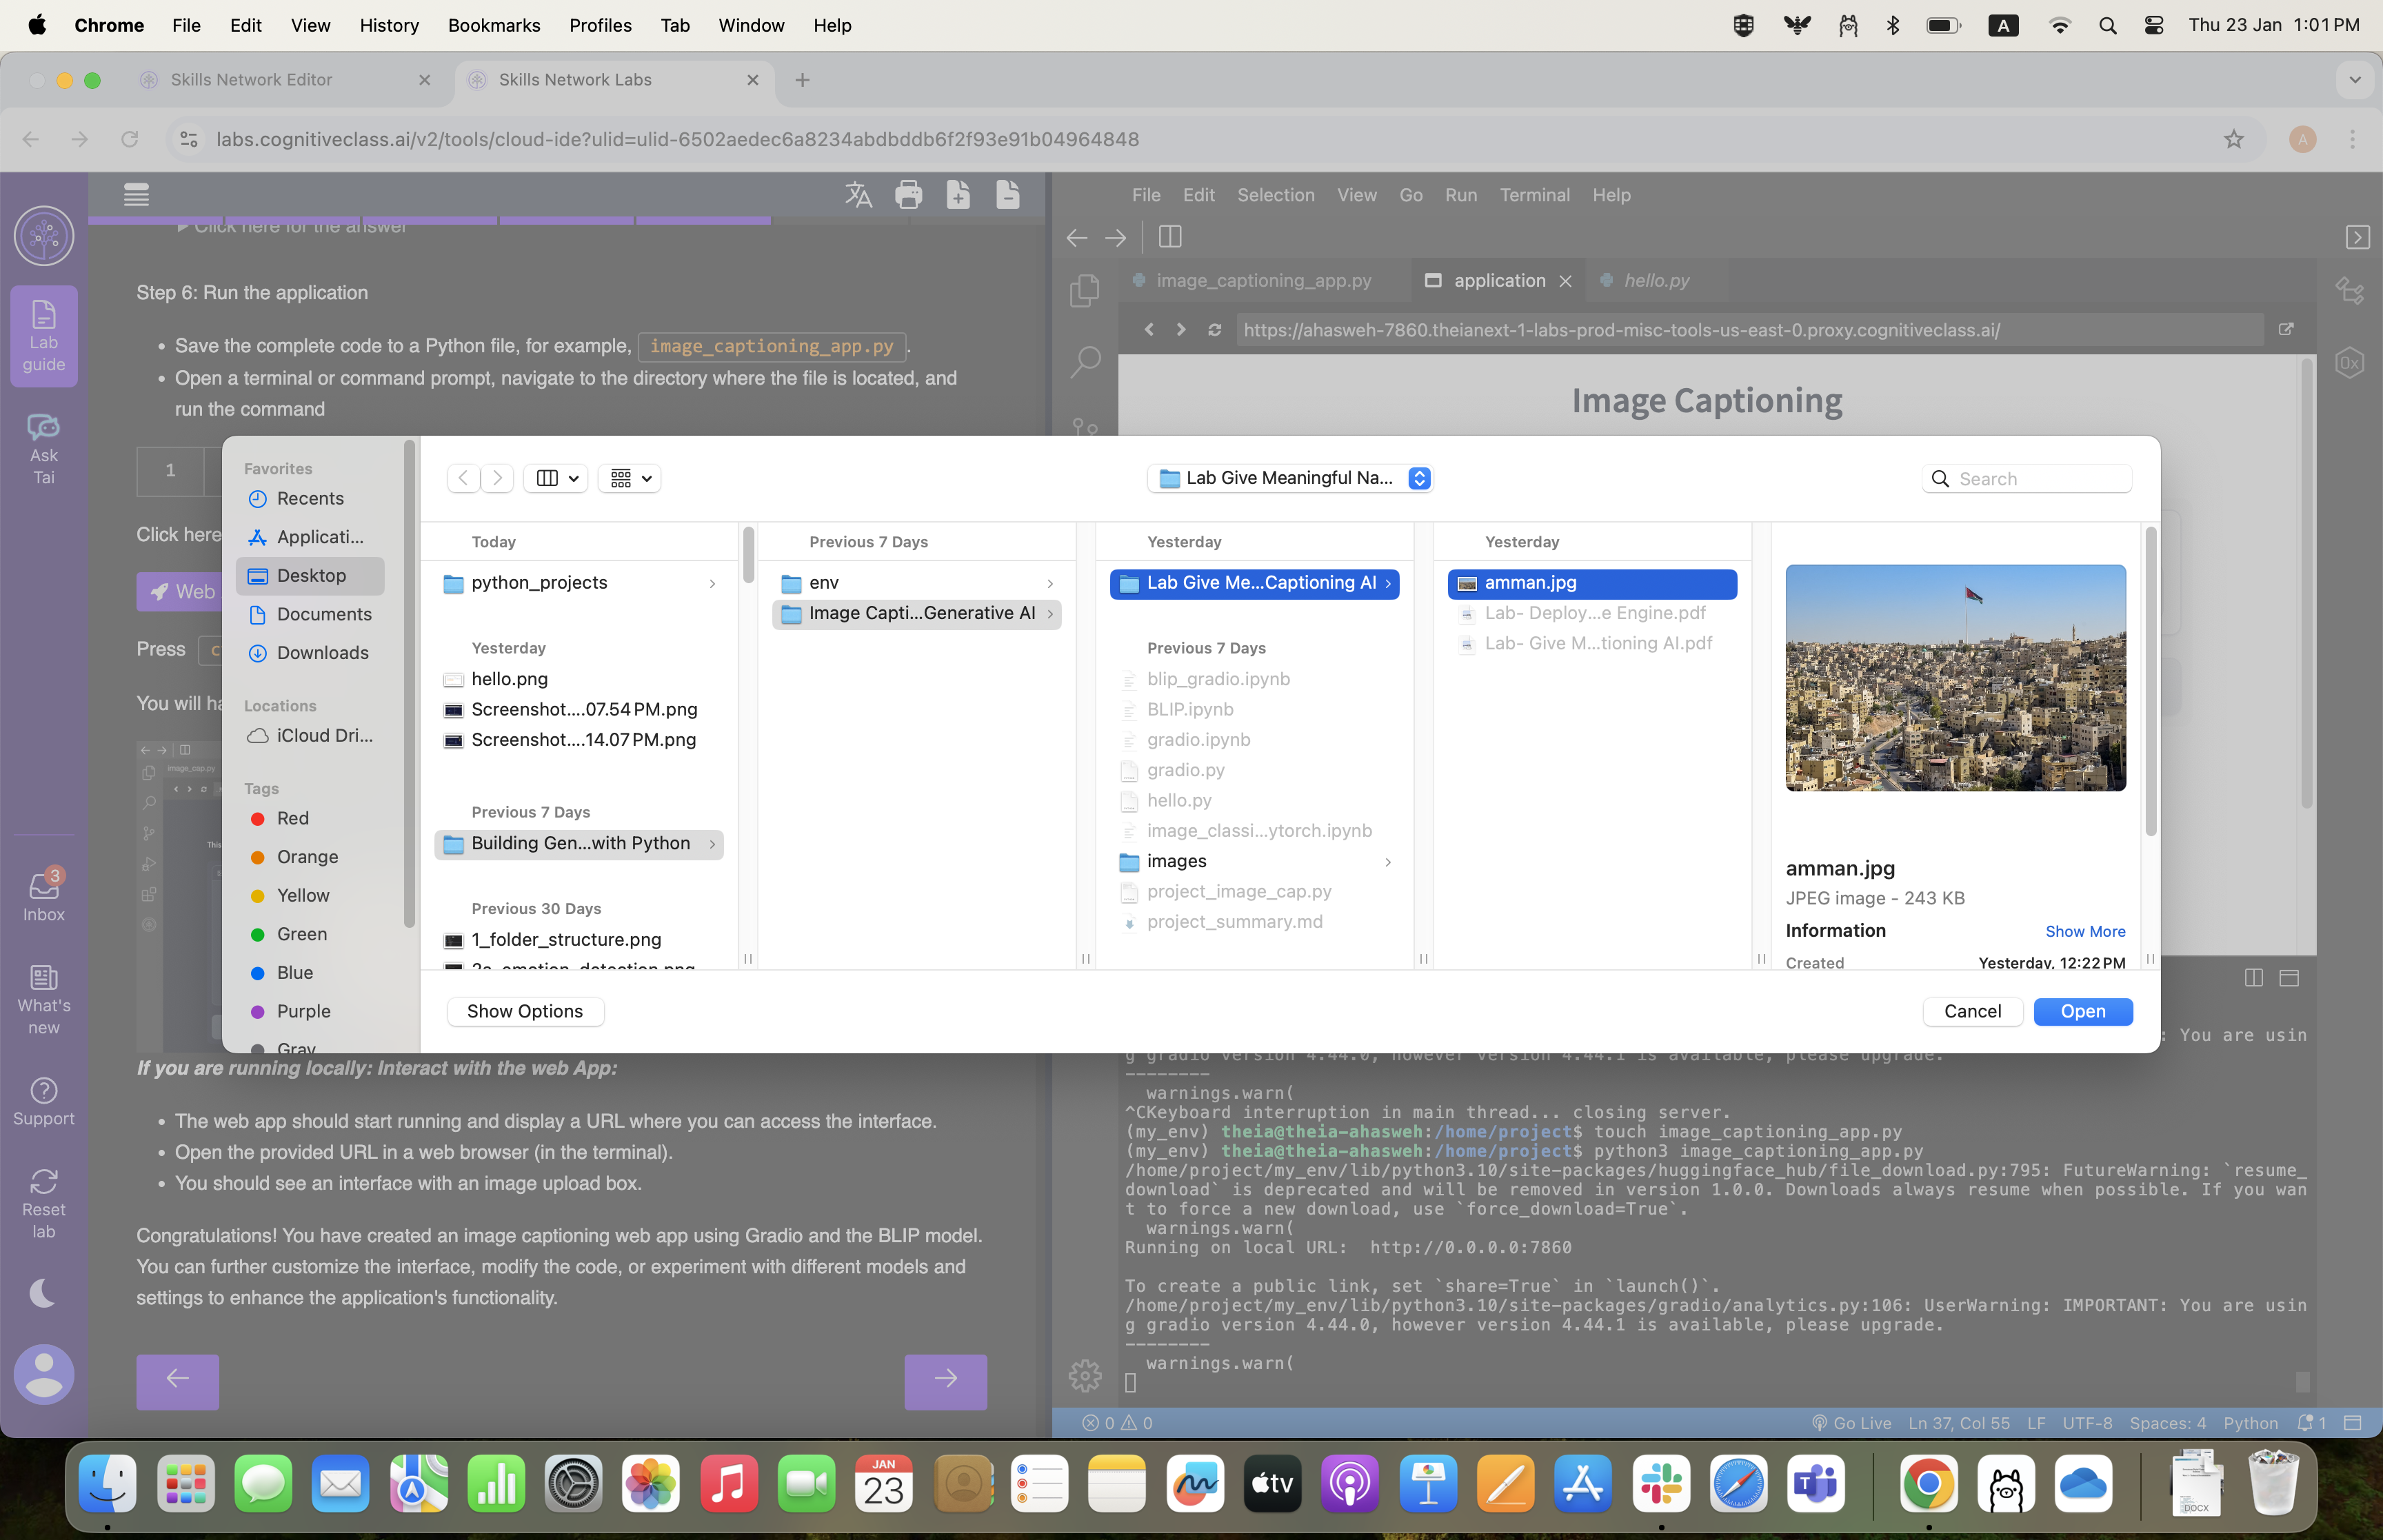 Chrome File Edit View History Bookmarks Profiles Tab Window Help
A
Thu 23 Jan 1:01 PM
Skills Network Editor
Skills Network Labs
labs.cognitiveclass.ai/v2/tools/cloud-ide?ulid=ulid-6502aedec6a8234abdbddb6f2f93e91b04964848
A
Lab
guide
Ask
Tai
3
Inbox
What's
new
Support
Reset
lab
Click here for the answer
Step 6: Run the application
Save the complete code to a Python file, for example, image_captioning_app.py.
Open a terminal or command prompt, navigate to the directory where the file is located, and
run the command
1
Click here
Web
Press
c
You will ha
image_cap.py
This
If you are running locally: Interact with the web App:
The web app should start running and display a URL where you can access the interface.
Open the provided URL in a web browser (in the terminal).
You should see an interface with an image upload box.
Congratulations! You have created an image captioning web app using Gradio and the BLIP model.
You can further customize the interface, modify the code, or experiment with different models and
settings to enhance the application's functionality.
File Edit Selection View Go Run Terminal Help
image_captioning_app.py
application
hello.py
https://ahasweh-7860.theianext-1-labs-prod-misc-tools-us-east-0.proxy.cognitiveclass.ai/
Image Captioning
Favorites
Recents
Applicati...
Desktop
Documents
Downloads
Locations
iCloud Dri...
Tags
Red
Orange
Yellow
Green
Blue
Purple
Gray
Lab Give Meaningful Na...
Search
Today
python_projects
Yesterday
hello.png
Screenshot....07.54 PM.png
Screenshot....14.07 PM.png
Previous 7 Days
Building Gen...with Python
Previous 30 Days
1_folder_structure.png
2a_emotion_detection.png
Previous 7 Days
env
Image Capti...Generative AI
Yesterday
Lab Give Me...Captioning AI
Previous 7 Days
blip_gradio.ipynb
BLIP.ipynb
gradio.ipynb
gradio.py
hello.py
image_classi...ytorch.ipynb
images
project_image_cap.py
project_summary.md
Yesterday
amman.jpg
Lab- Deploy...e Engine.pdf
Lab- Give M...tioning AI.pdf
amman.jpg
JPEG image - 243 KB
Information
Show More
Created
Yesterday, 12:22 PM
Show Options
Cancel
Open
: You are usin
g gradio version 4.44.0, however version 4.44.1 is available, please upgrade.
--------
warnings.warn(
^CKeyboard interruption in main thread... closing server.
(my_env) theia@theia-ahasweh:/home/project$ touch image_captioning_app.py
(my_env) theia@theia-ahasweh:/home/project$ python3 image_captioning_app.py
/home/project/my_env/lib/python3.10/site-packages/huggingface_hub/file_download.py:795: FutureWarning: `resume_
download` is deprecated and will be removed in version 1.0.0. Downloads always resume when possible. If you wan
t to force a new download, use `force_download=True`.
warnings.warn(
Running on local URL:  http://0.0.0.0:7860
To create a public link, set `share=True` in `launch()`.
/home/project/my_env/lib/python3.10/site-packages/gradio/analytics.py:106: UserWarning: IMPORTANT: You are usin
g gradio version 4.44.0, however version 4.44.1 is available, please upgrade.
--------
warnings.warn(
0 0
Go Live Ln 37, Col 55 LF UTF-8 Spaces: 4 Python 1
JAN
23
tv
DOCX